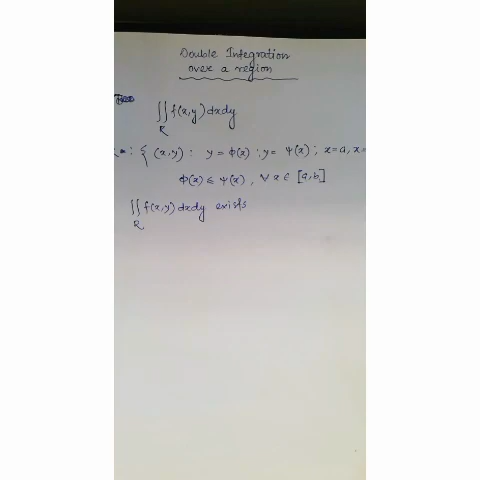 Double Integration
over a region
∬ f(x,y) dxdy
R
: { (x,y) : y = Φ(x) ; y = Ψ(x) ; x=a, x=
Φ(x) ≤ Ψ(x), ∀ x ∈ [a,b]
∬ f(x,y) dxdy exists
R